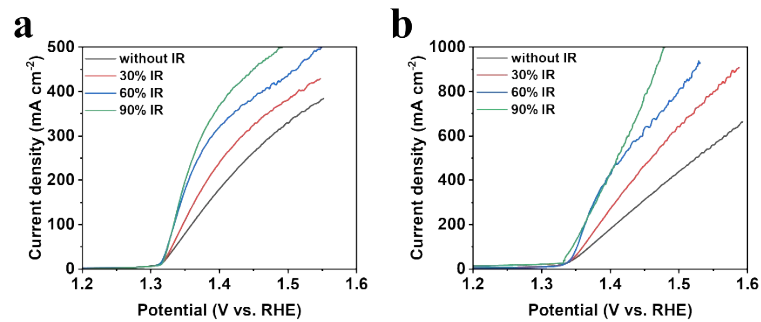 a
500
400
300
200
100
0
Current density (mA cm⁻²)
without IR
30% IR
60% IR
90% IR
1.2 1.3 1.4 1.5 1.6
Potential (V vs. RHE)
b
1000
800
600
400
200
0
Current density (mA cm⁻²)
without IR
30% IR
60% IR
90% IR
1.2 1.3 1.4 1.5 1.6
Potential (V vs. RHE)